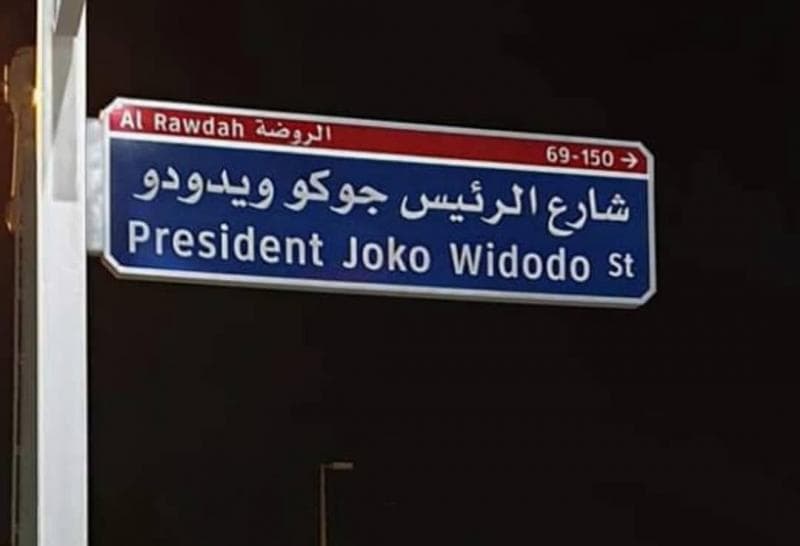 Al Rawdah الروضة
69-150 →
شارع الرئيس جوكو ويدودو
President Joko Widodo St